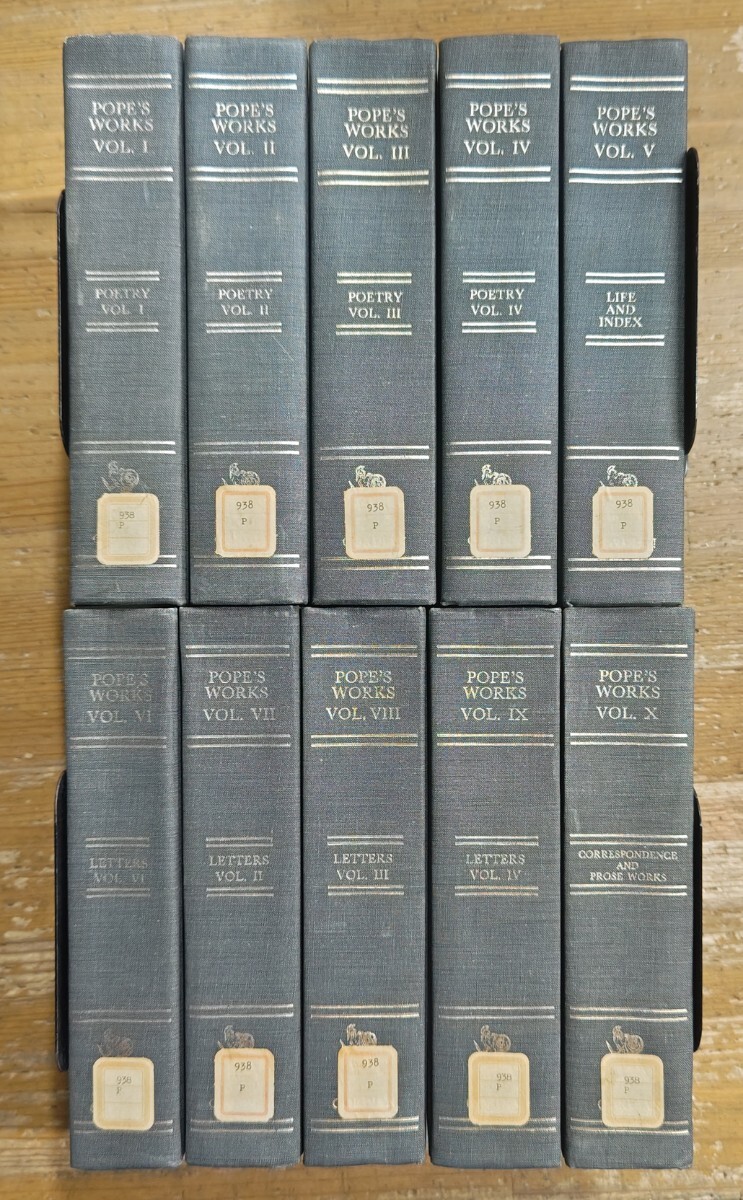 POPE'S
WORKS
VOL. I
POETRY
VOL. I
938
P
POPE'S
WORKS
VOL. II
POETRY
VOL. II
938
P
POPE'S
WORKS
VOL. III
POETRY
VOL. III
938
P
POPE'S
WORKS
VOL. IV
POETRY
VOL. IV
938
P
POPE'S
WORKS
VOL. V
LIFE
AND
INDEX
938
P
POPE'S
WORKS
VOL. VI
LETTERS
VOL. VI
938
P
POPE'S
WORKS
VOL. VII
LETTERS
VOL. II
938
P
POPE'S
WORKS
VOL. VIII
LETTERS
VOL. III
938
P
POPE'S
WORKS
VOL. IX
LETTERS
VOL. IV
938
P
POPE'S
WORKS
VOL. X
CORRESPONDENCE
AND
PROSE WORKS
938
P